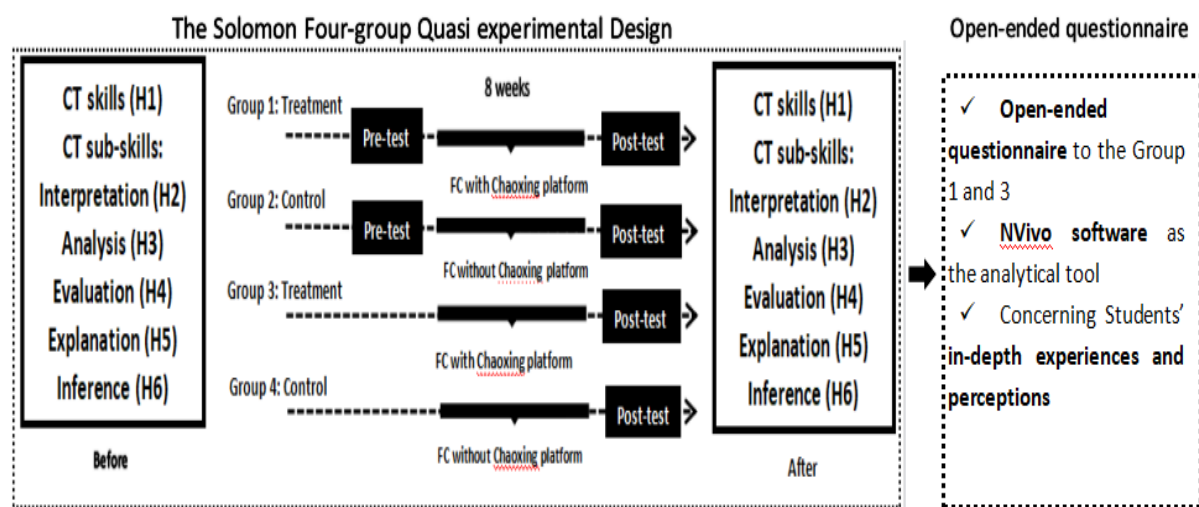 The Solomon Four-group Quasi experimental Design
CT skills (H1)
CT sub-skills:
Interpretation (H2)
Analysis (H3)
Evaluation (H4)
Explanation (H5)
Inference (H6)
Before
8 weeks
Group 1: Treatment
Pre-test
Post-test
FC with Chaoxing platform
Group 2: Control
Pre-test
Post-test
FC without Chaoxing platform
Group 3: Treatment
Post-test
FC with Chaoxing platform
Group 4: Control
Post-test
FC without Chaoxing platform
CT skills (H1)
CT sub-skills:
Interpretation (H2)
Analysis (H3)
Evaluation (H4)
Explanation (H5)
Inference (H6)
After
Open-ended questionnaire
✓ Open-ended
questionnaire to the Group
1 and 3
✓ NVivo software as
the analytical tool
✓ Concerning Students’
in-depth experiences and
perceptions